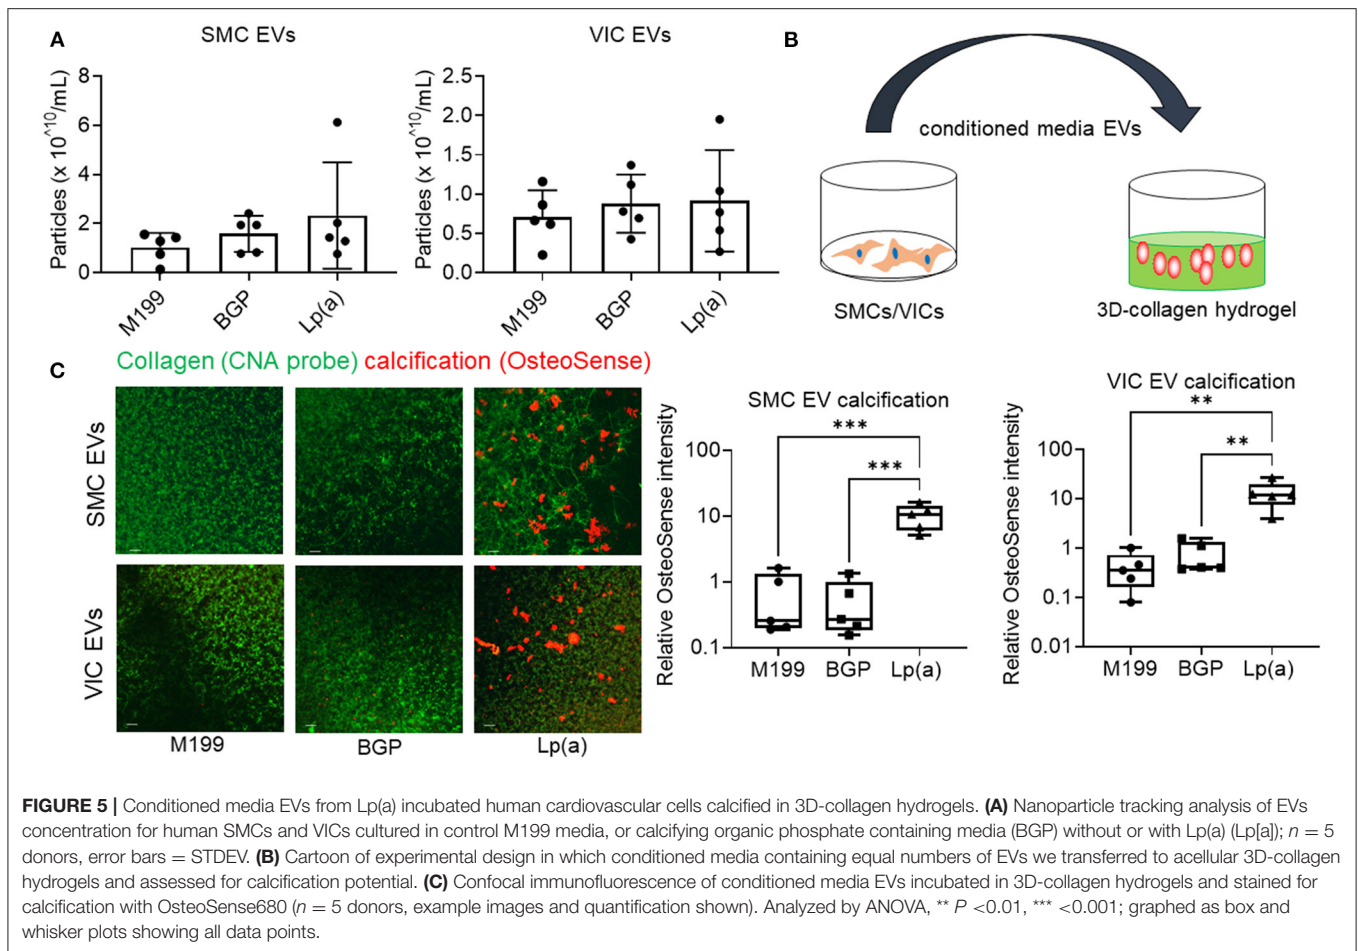 A
SMC EVs
Particles (x 10^10/mL)
8
6
4
2
0
M199
BGP
Lp(a)
VIC EVs
Particles (x 10^10/mL)
2.5
2.0
1.5
1.0
0.5
0.0
M199
BGP
Lp(a)
B
conditioned media EVs
SMCs/VICs
3D-collagen hydrogel
C
Collagen (CNA probe) calcification (OsteoSense)
SMC EVs
VIC EVs
M199
BGP
Lp(a)
SMC EV calcification
Relative OsteoSense intensity
100
10
1
0.1
***
***
M199
BGP
Lp(a)
VIC EV calcification
Relative OsteoSense intensity
100
10
1
0.1
0.01
**
**
M199
BGP
Lp(a)
FIGURE 5 | Conditioned media EVs from Lp(a) incubated human cardiovascular cells calcified in 3D-collagen hydrogels. (A) Nanoparticle tracking analysis of EVs
concentration for human SMCs and VICs cultured in control M199 media, or calcifying organic phosphate containing media (BGP) without or with Lp(a) (Lp[a]); n = 5
donors, error bars = STDEV. (B) Cartoon of experimental design in which conditioned media containing equal numbers of EVs we transferred to acellular 3D-collagen
hydrogels and assessed for calcification potential. (C) Confocal immunofluorescence of conditioned media EVs incubated in 3D-collagen hydrogels and stained for
calcification with OsteoSense680 (n = 5 donors, example images and quantification shown). Analyzed by ANOVA, ** P <0.01, *** <0.001; graphed as box and
whisker plots showing all data points.